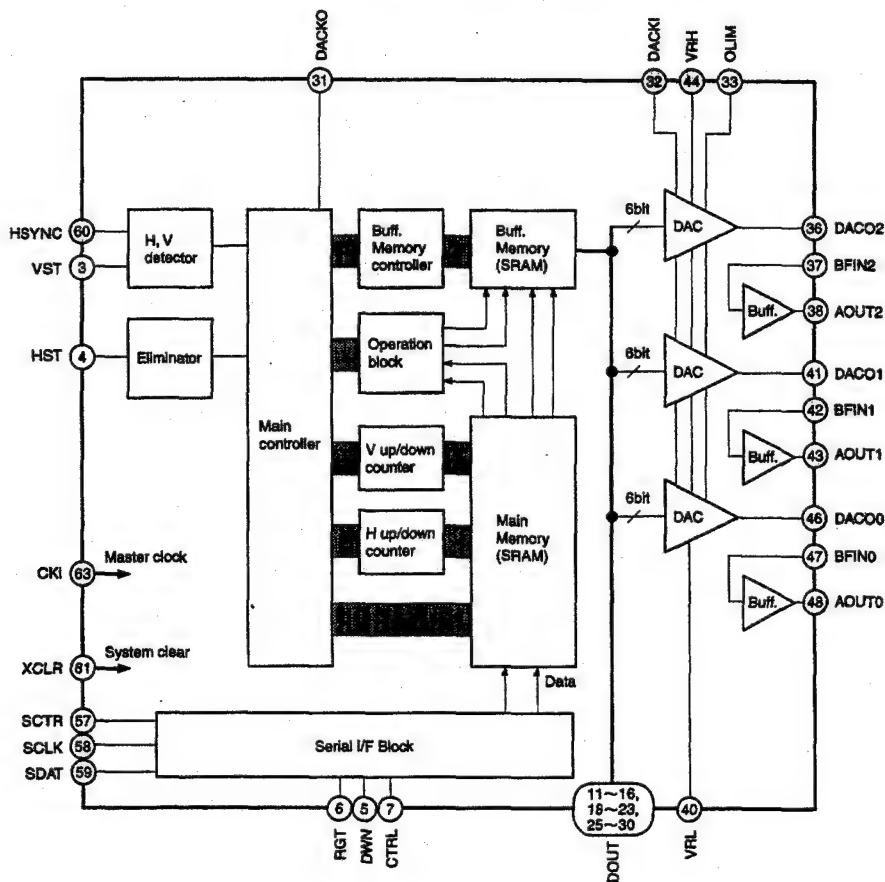 DACKO
DACKI
VRH
OLIM
31
32
44
33
HSYNC
60
VST
3
H, V
detector
Buff.
Memory
controller
Buff.
Memory
(SRAM)
6bit
DAC
36
DACO2
37
BFIN2
Buff.
38
AOUT2
HST
4
Eliminator
Operation
block
6bit
DAC
41
DACO1
42
BFIN1
Buff.
43
AOUT1
Main
controller
V up/down
counter
H up/down
counter
Main
Memory
(SRAM)
6bit
DAC
46
DACO0
47
BFIN0
Buff.
48
AOUT0
CKi
63
Master clock
XCLR
61
System clear
Data
SCTR
57
SCLK
58
SDAT
59
Serial I/F Block
6
5
7
11~16,
18~23,
25~30
40
RGT
DWN
CTRL
DOUT
VRL